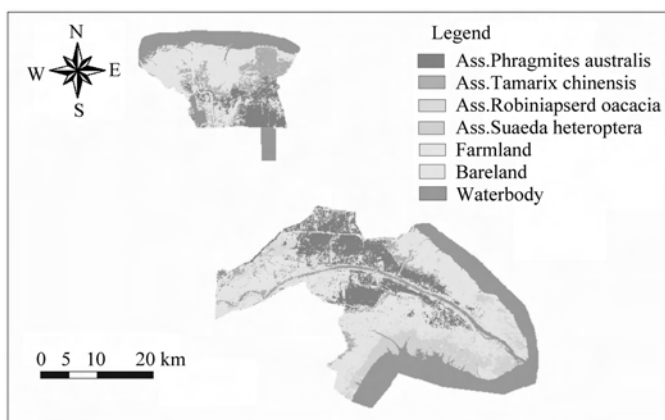 N
W E
S
Legend
Ass.Phragmites australis
Ass.Tamarix chinensis
Ass.Robiniapserd oacacia
Ass.Suaeda heteroptera
Farmland
Bareland
Waterbody
0 5 10 20 km